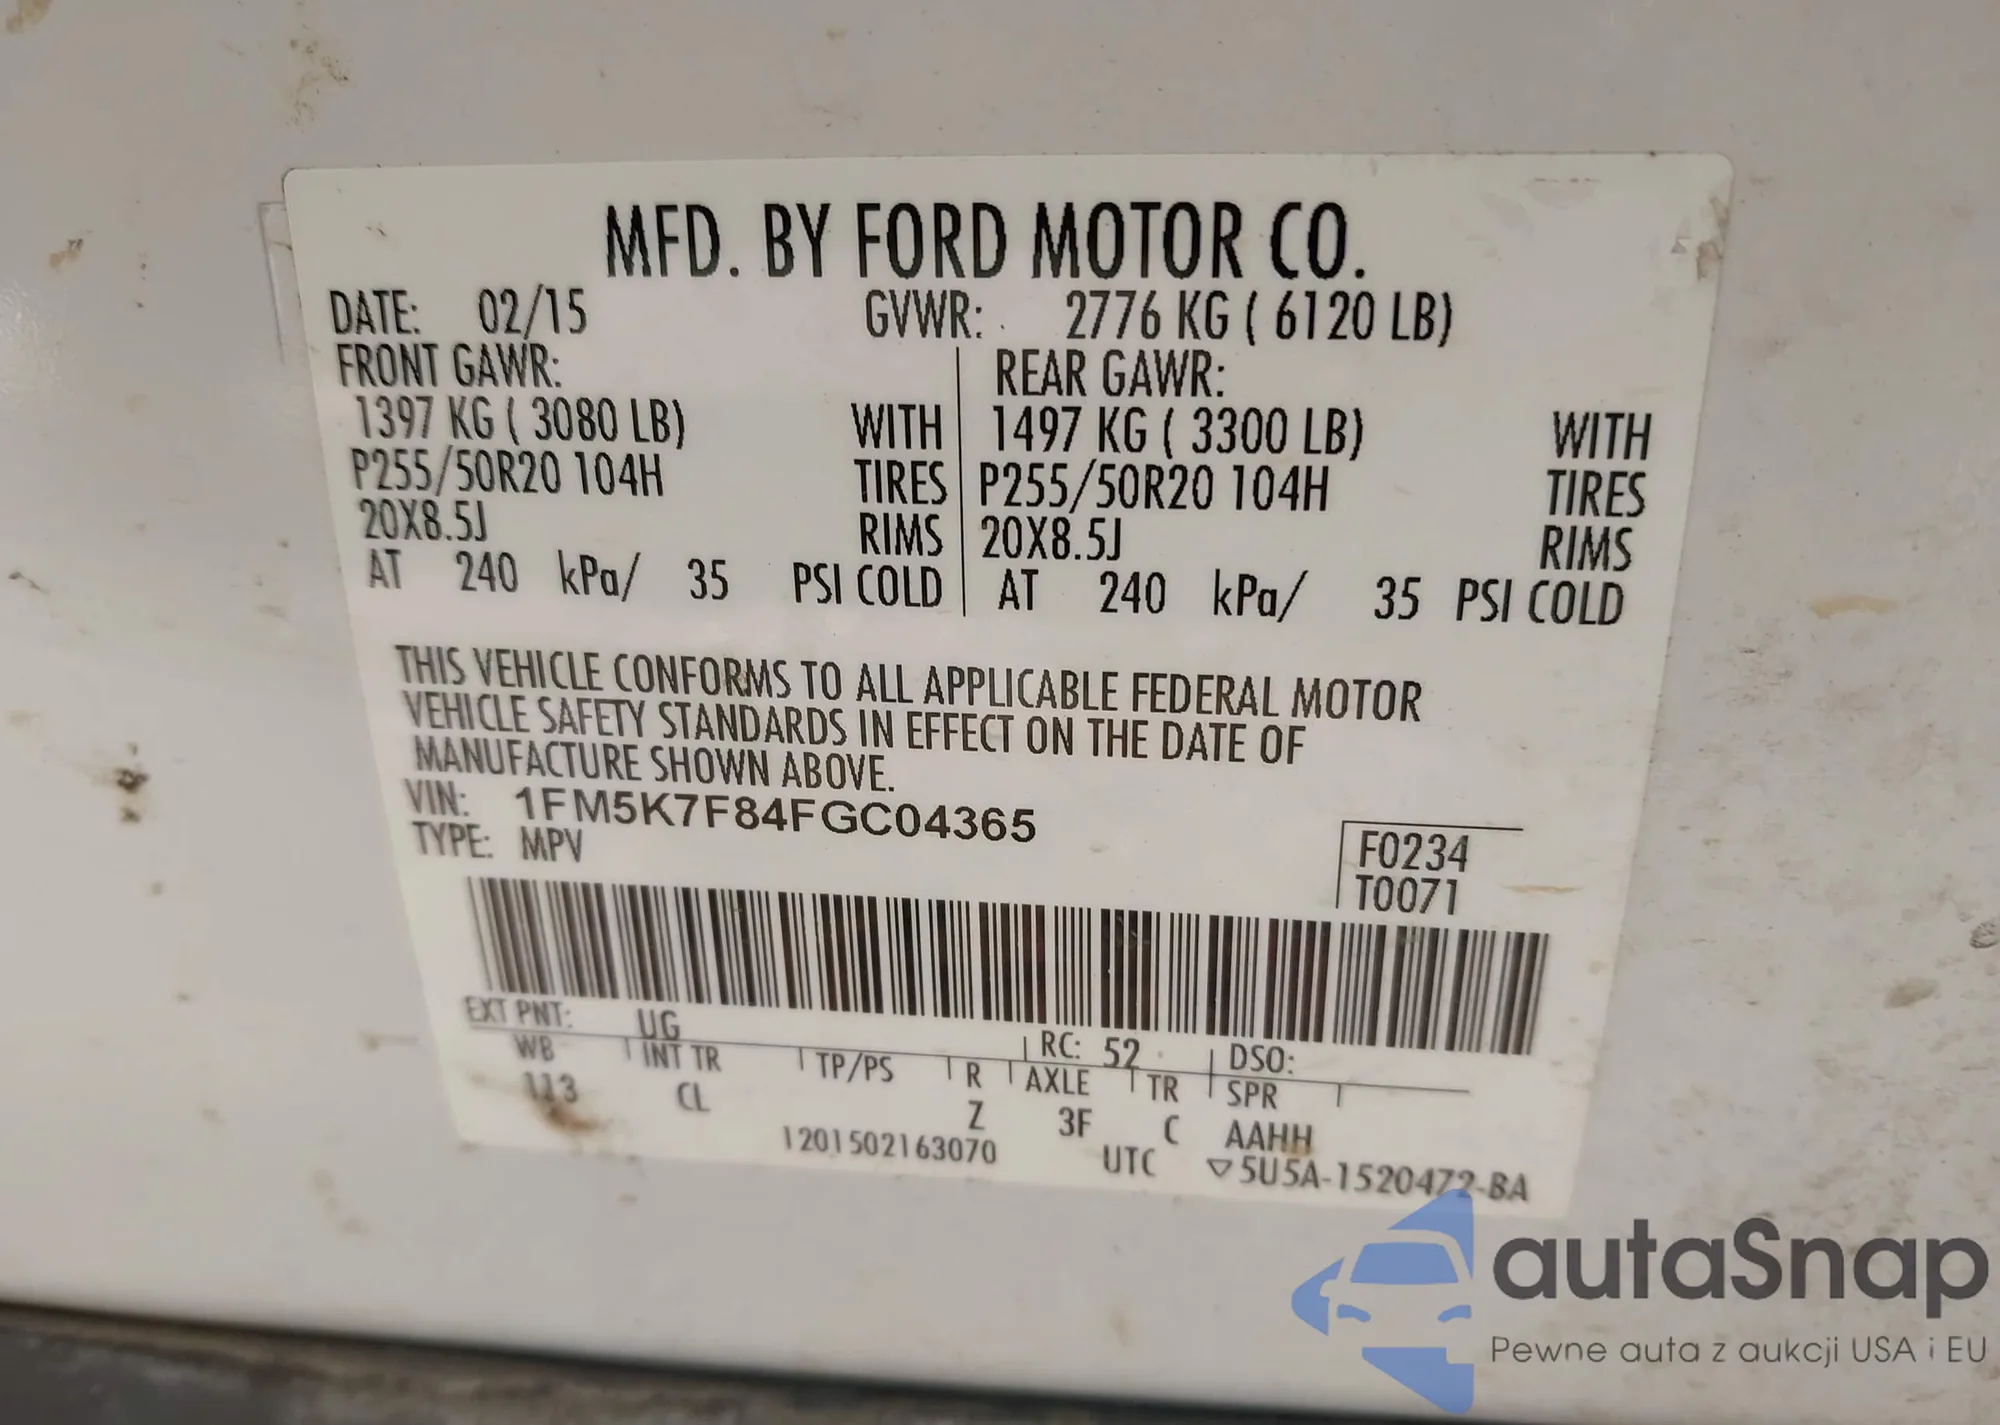 MFD. BY FORD MOTOR CO.
DATE: 02/15 GVWR: 2776 KG ( 6120 LB)
FRONT GAWR: REAR GAWR:
1397 KG ( 3080 LB) WITH 1497 KG ( 3300 LB) WITH
P255/50R20 104H TIRES P255/50R20 104H TIRES
20X8.5J RIMS 20X8.5J RIMS
AT 240 kPa/ 35 PSI COLD AT 240 kPa/ 35 PSI COLD
THIS VEHICLE CONFORMS TO ALL APPLICABLE FEDERAL MOTOR
VEHICLE SAFETY STANDARDS IN EFFECT ON THE DATE OF
MANUFACTURE SHOWN ABOVE.
VIN: 1FM5K7F84FGC04365
TYPE: MPV
F0234
T0071
EXT PNT: UG RC: 52 DSO:
WB INT TR TP/PS R AXLE TR SPR
113 CL Z 3F C AAHH
1201502163070 UTC ▽5U5A-1520472-BA
autaSnap
Pewne auta z aukcji USA i EU